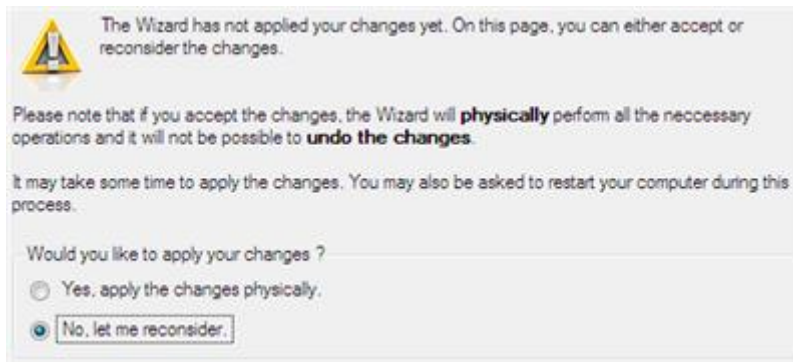 The Wizard has not applied your changes yet. On this page, you can either accept or
reconsider the changes.
Please note that if you accept the changes, the Wizard will physically perform all the neccessary
operations and it will not be possible to undo the changes.
It may take some time to apply the changes. You may also be asked to restart your computer during this
process.
Would you like to apply your changes ?
Yes, apply the changes physically.
No, let me reconsider.